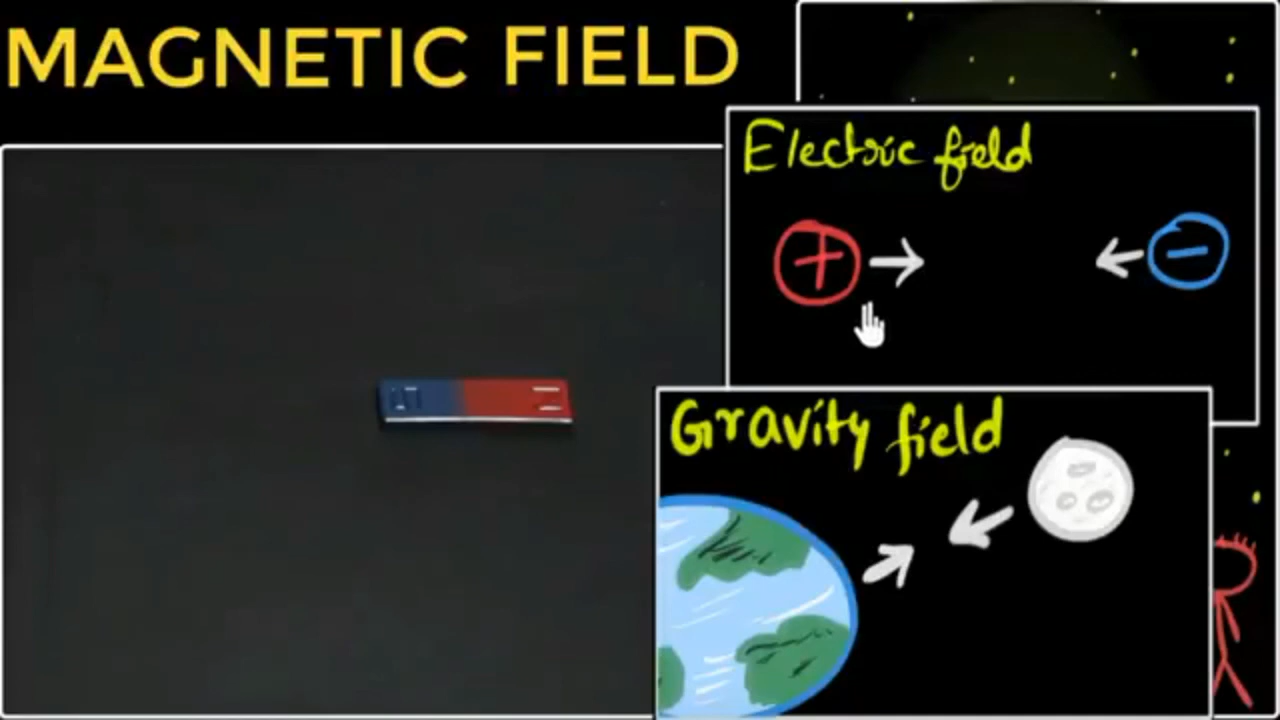 MAGNETIC FIELD
Electric field
+
-
Gravity field